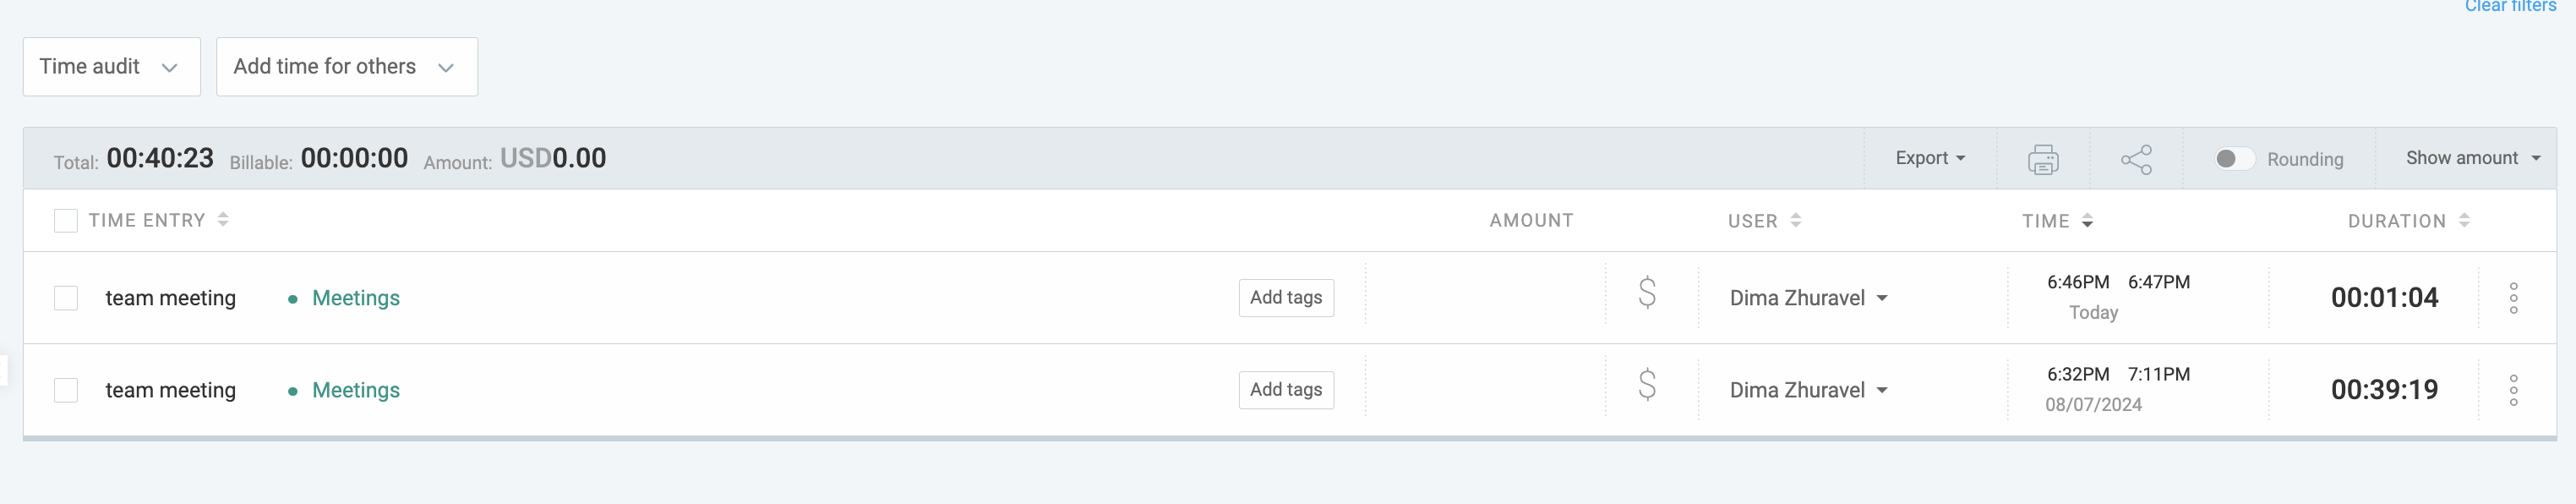 Clear filters
Time audit Add time for others
Total: 00:40:23 Billable: 00:00:00 Amount: USD0.00 Export Rounding Show amount
TIME ENTRY AMOUNT USER TIME DURATION
team meeting Meetings Add tags $ Dima Zhuravel 6:46PM 6:47PM 00:01:04
Today
team meeting Meetings Add tags $ Dima Zhuravel 6:32PM 7:11PM 00:39:19
08/07/2024